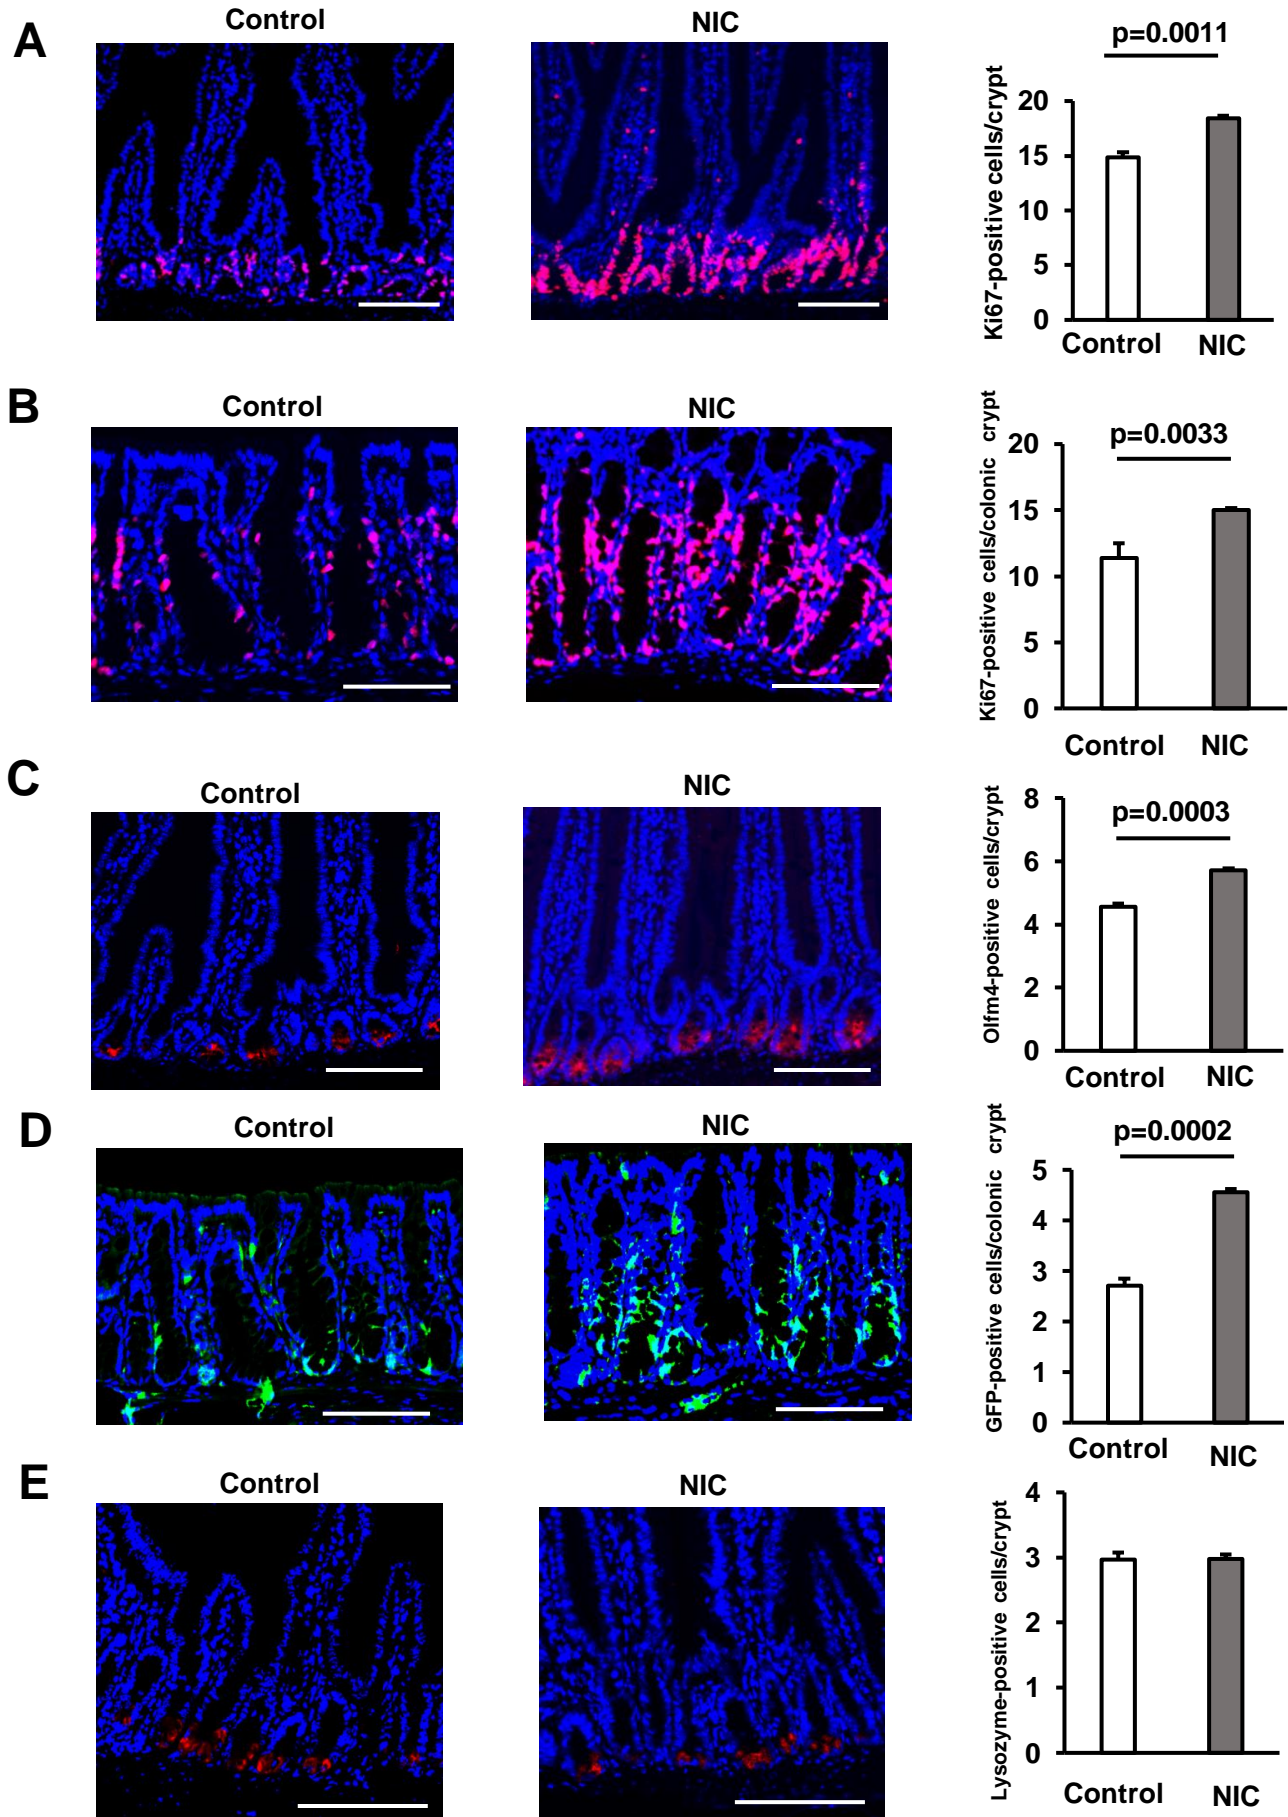 A
Control
NIC
p=0.0011
Ki67-positive cells/crypt
20
15
10
5
0
Control
NIC
B
Control
NIC
p=0.0033
Ki67-positive cells/colonic crypt
20
15
10
5
0
Control
NIC
C
Control
NIC
p=0.0003
Olfm4-positive cells/crypt
8
6
4
2
0
Control
NIC
D
Control
NIC
p=0.0002
GFP-positive cells/colonic crypt
5
4
3
2
1
0
Control
NIC
E
Control
NIC
Lysozyme-positive cells/crypt
4
3
2
1
0
Control
NIC